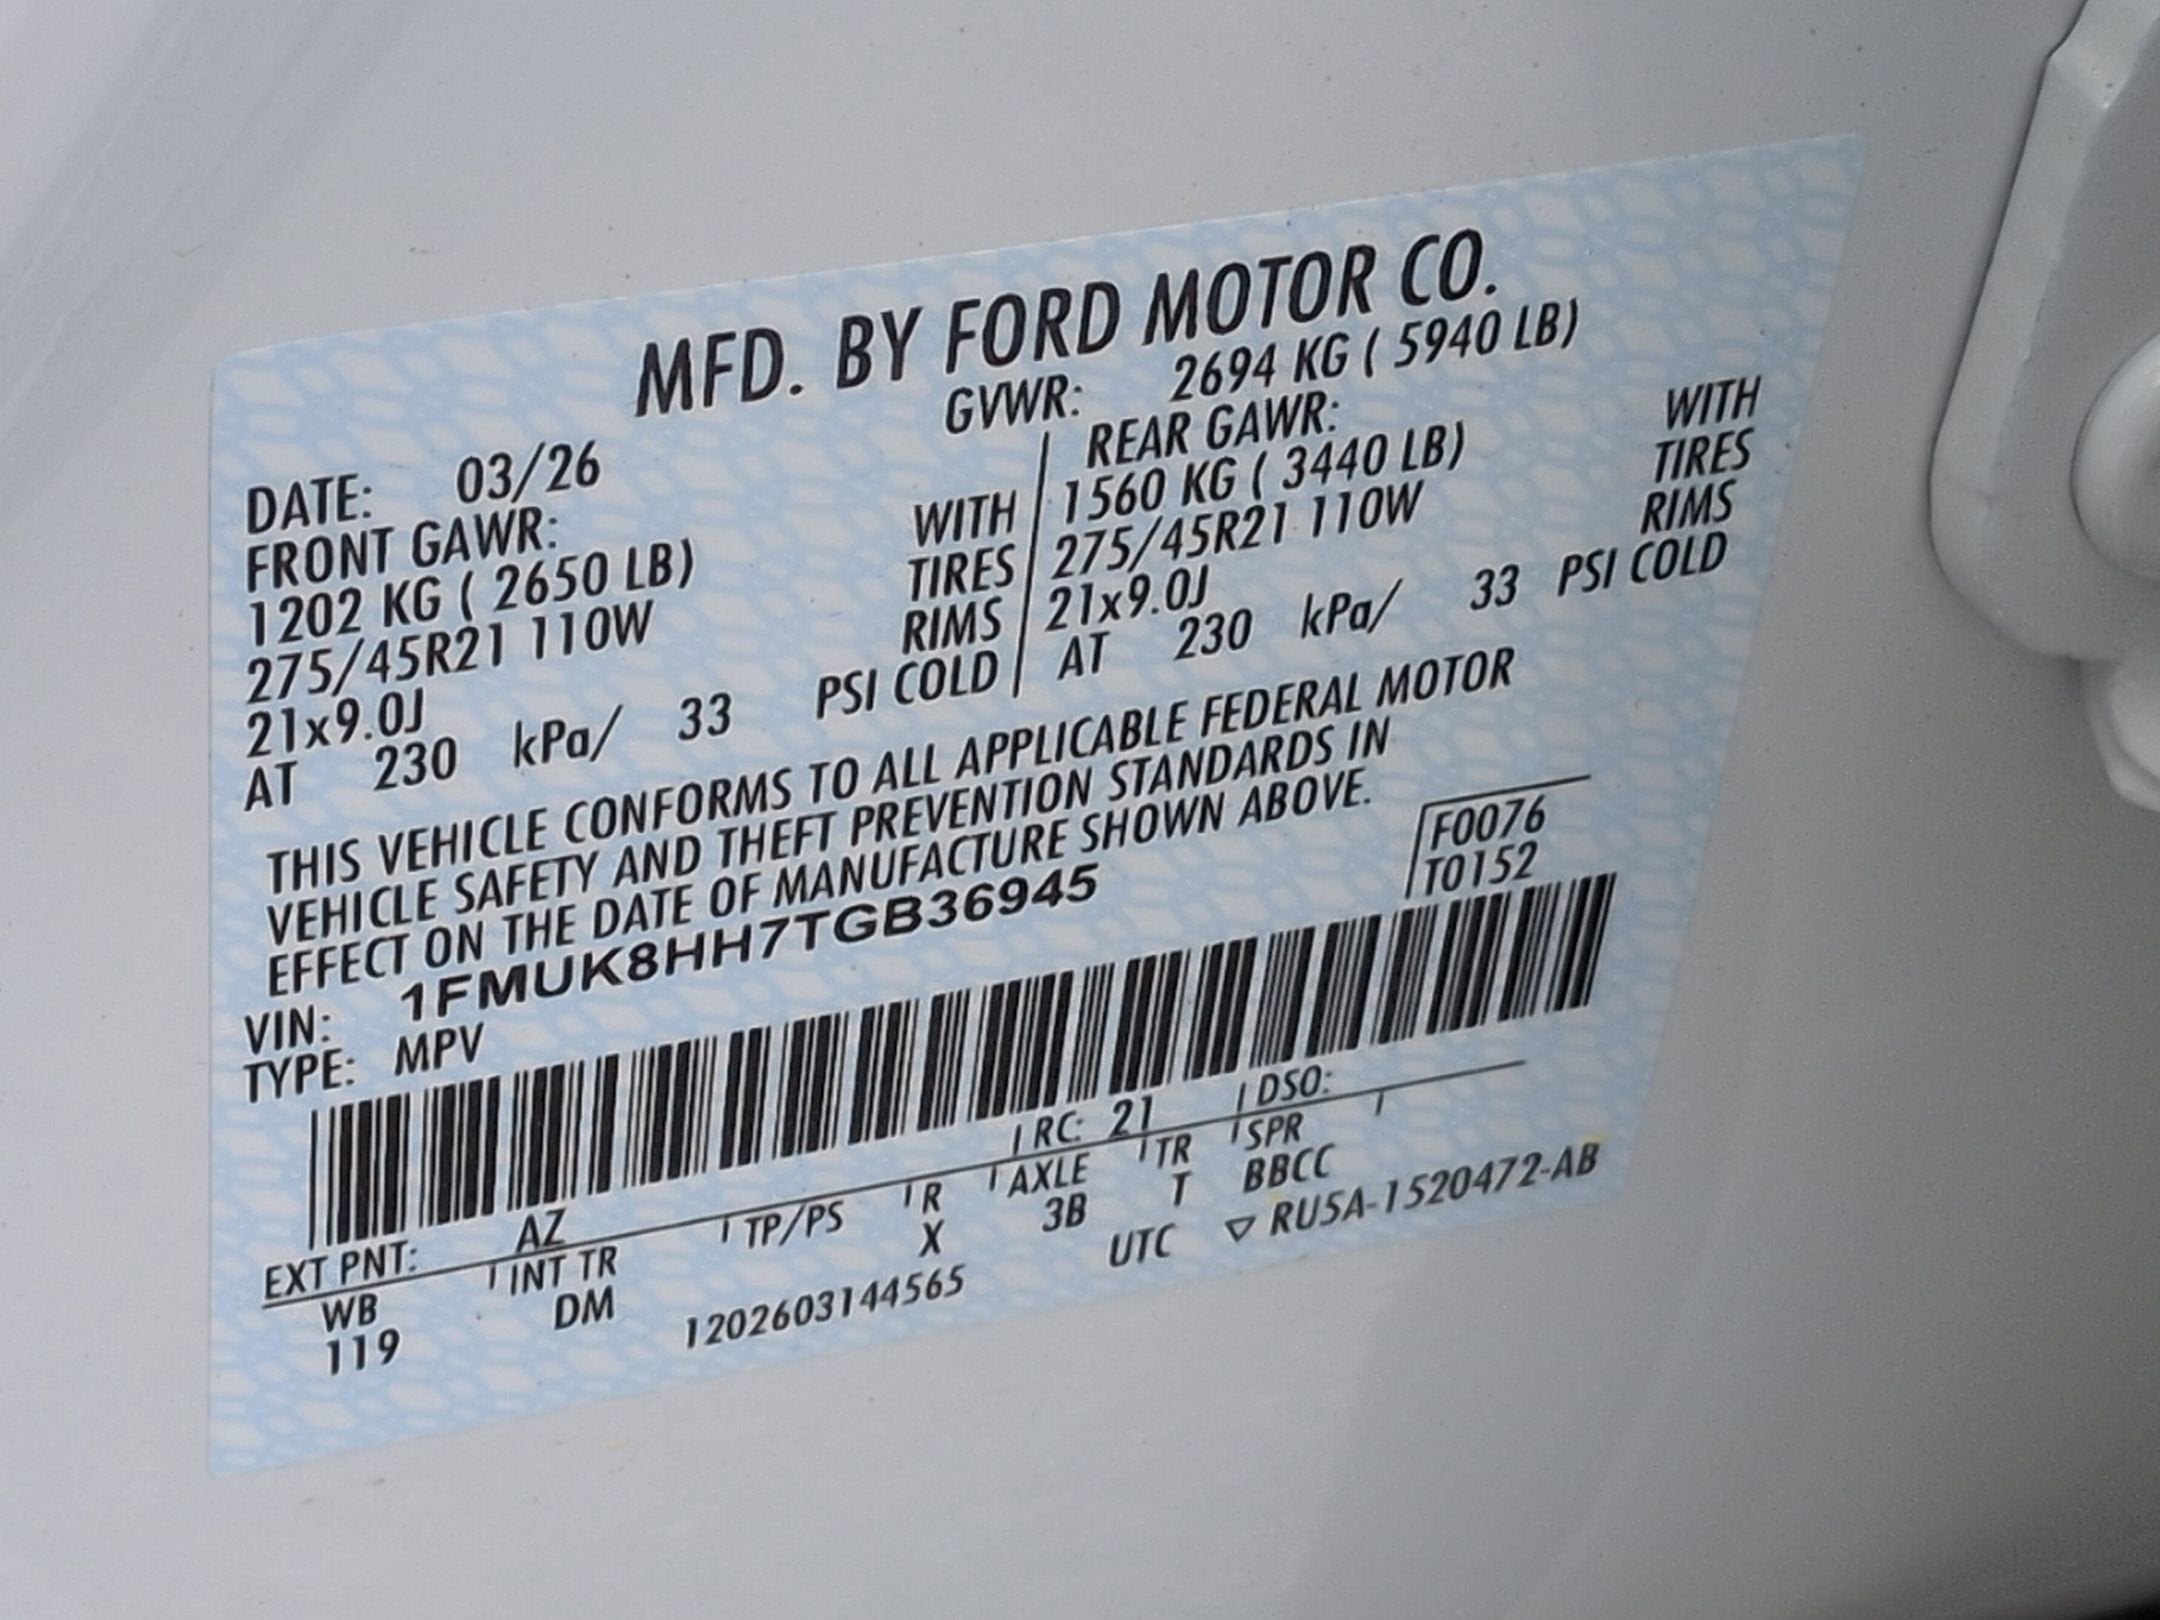 MFD. BY FORD MOTOR CO.
GVWR: 2694 KG ( 5940 LB)
DATE: 03/26
FRONT GAWR:
1202 KG ( 2650 LB) WITH
275/45R21 110W TIRES
21x9.0J RIMS
AT 230 kPa/ 33 PSI COLD
REAR GAWR:
1560 KG ( 3440 LB) WITH
275/45R21 110W TIRES
21x9.0J RIMS
AT 230 kPa/ 33 PSI COLD
THIS VEHICLE CONFORMS TO ALL APPLICABLE FEDERAL MOTOR
VEHICLE SAFETY AND THEFT PREVENTION STANDARDS IN
EFFECT ON THE DATE OF MANUFACTURE SHOWN ABOVE.
F0076
T0152
VIN: 1FMUK8HH7TGB36945
TYPE: MPV
EXT PNT: AZ RC: 21 DSO:
WB INT TR TP/PS R AXLE TR SPR
119 DM X 3B T BBCC
1202603144565 UTC ▽ RU5A-1520472-AB